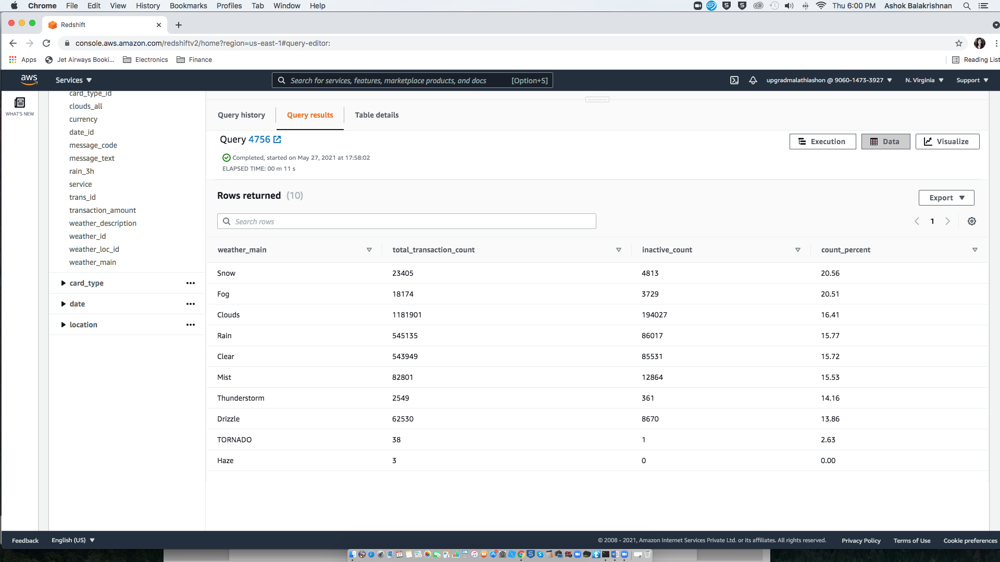 Chrome File Edit View History Bookmarks Profiles Tab Window Help Thu 6:00 PM Ashok Balakrishnan
Redshift
console.aws.amazon.com/redshiftv2/home?region=us-east-1#query-editor:
Apps Jet Airways Booki... Electronics Finance Reading List
aws Services Search for services, features, marketplace products, and docs [Option+S] upgradmalathiashon @ 9060-1473-3927 N. Virginia Support
WHAT'S NEW
card_type_id
clouds_all
currency
date_id
message_code
message_text
rain_3h
service
trans_id
transaction_amount
weather_description
weather_id
weather_loc_id
weather_main
card_type
date
location
Query history Query results Table details
Query 4756 Execution Data Visualize
Completed, started on May 27, 2021 at 17:58:02
ELAPSED TIME: 00 m 11 s
Rows returned (10) Export
Search rows 1
weather_main total_transaction_count inactive_count count_percent
Snow 23405 4813 20.56
Fog 18174 3729 20.51
Clouds 1181901 194027 16.41
Rain 545135 86017 15.77
Clear 543949 85531 15.72
Mist 82801 12864 15.53
Thunderstorm 2549 361 14.16
Drizzle 62530 8670 13.86
TORNADO 38 1 2.63
Haze 3 0 0.00
Feedback English (US) © 2008 - 2021, Amazon Internet Services Private Ltd. or its affiliates. All rights reserved. Privacy Policy Terms of Use Cookie preferences